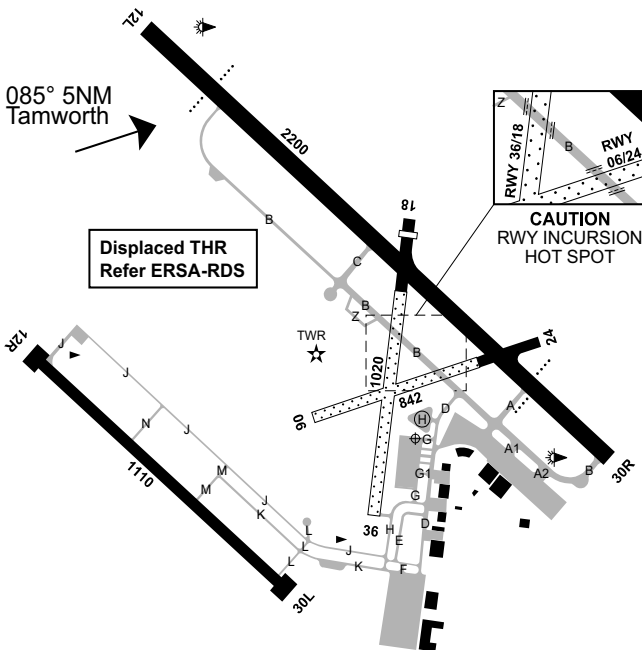 12L
085° 5NM
Tamworth
2200
Z
RWY 36/18
B
RWY
06/24
CAUTION
RWY INCURSION
HOT SPOT
18
B
Displaced THR
Refer ERSA-RDS
C
B
Z
TWR
B
1020
24
12R
J
J
842
06
D
A
H
G
A1
A2
B
30R
N
J
G1
1110
M
M
K
J
G
36
H
D
E
L
L
L
J
K
F
30L